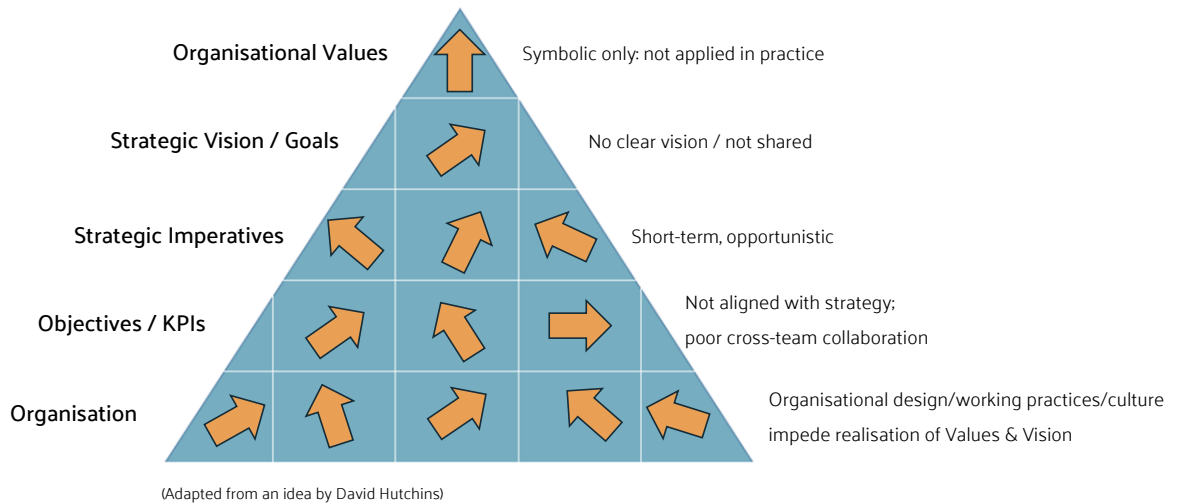 Organisational Values
Symbolic only: not applied in practice
Strategic Vision / Goals
No clear vision / not shared
Strategic Imperatives
Short-term, opportunistic
Objectives / KPIs
Not aligned with strategy;
poor cross-team collaboration
Organisation
Organisational design/working practices/culture
impede realisation of Values & Vision
(Adapted from an idea by David Hutchins)